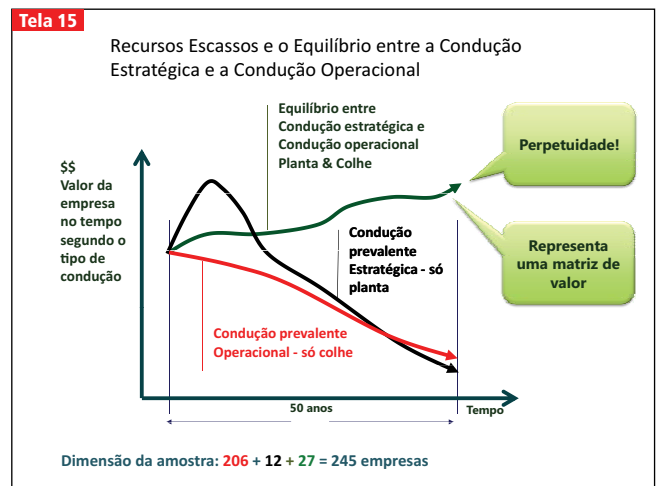 Tela 15
Recursos Escassos e o Equilíbrio entre a Condução
Estratégica e a Condução Operacional
Equilíbrio entre
Condução estratégica e
Condução operacional
Planta & Colhe
Perpetuidade!
$$
Valor da
empresa
no tempo
segundo o
tipo de
condução
Condução
prevalente
Estratégica - só
planta
Representa
uma matriz de
valor
Condução prevalente
Operacional - só colhe
50 anos
Tempo
Dimensão da amostra: 206 + 12 + 27 = 245 empresas